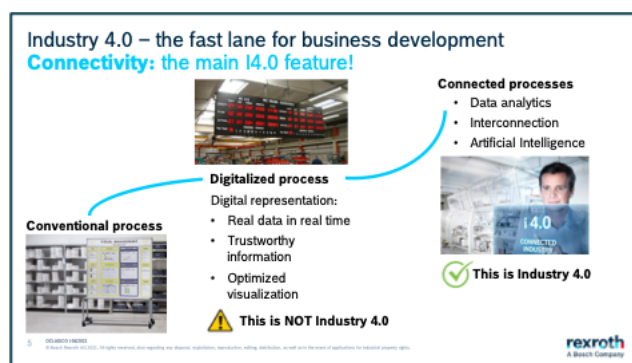 Industry 4.0 – the fast lane for business development
Connectivity: the main I4.0 feature!
Conventional process
Digitalized process
Digital representation:
• Real data in real time
• Trustworthy
information
• Optimized
visualization
This is NOT Industry 4.0
Connected processes
• Data analytics
• Interconnection
• Artificial Intelligence
i4.0
CONNECTED
INDUSTRY
This is Industry 4.0
5
rexroth
A Bosch Company